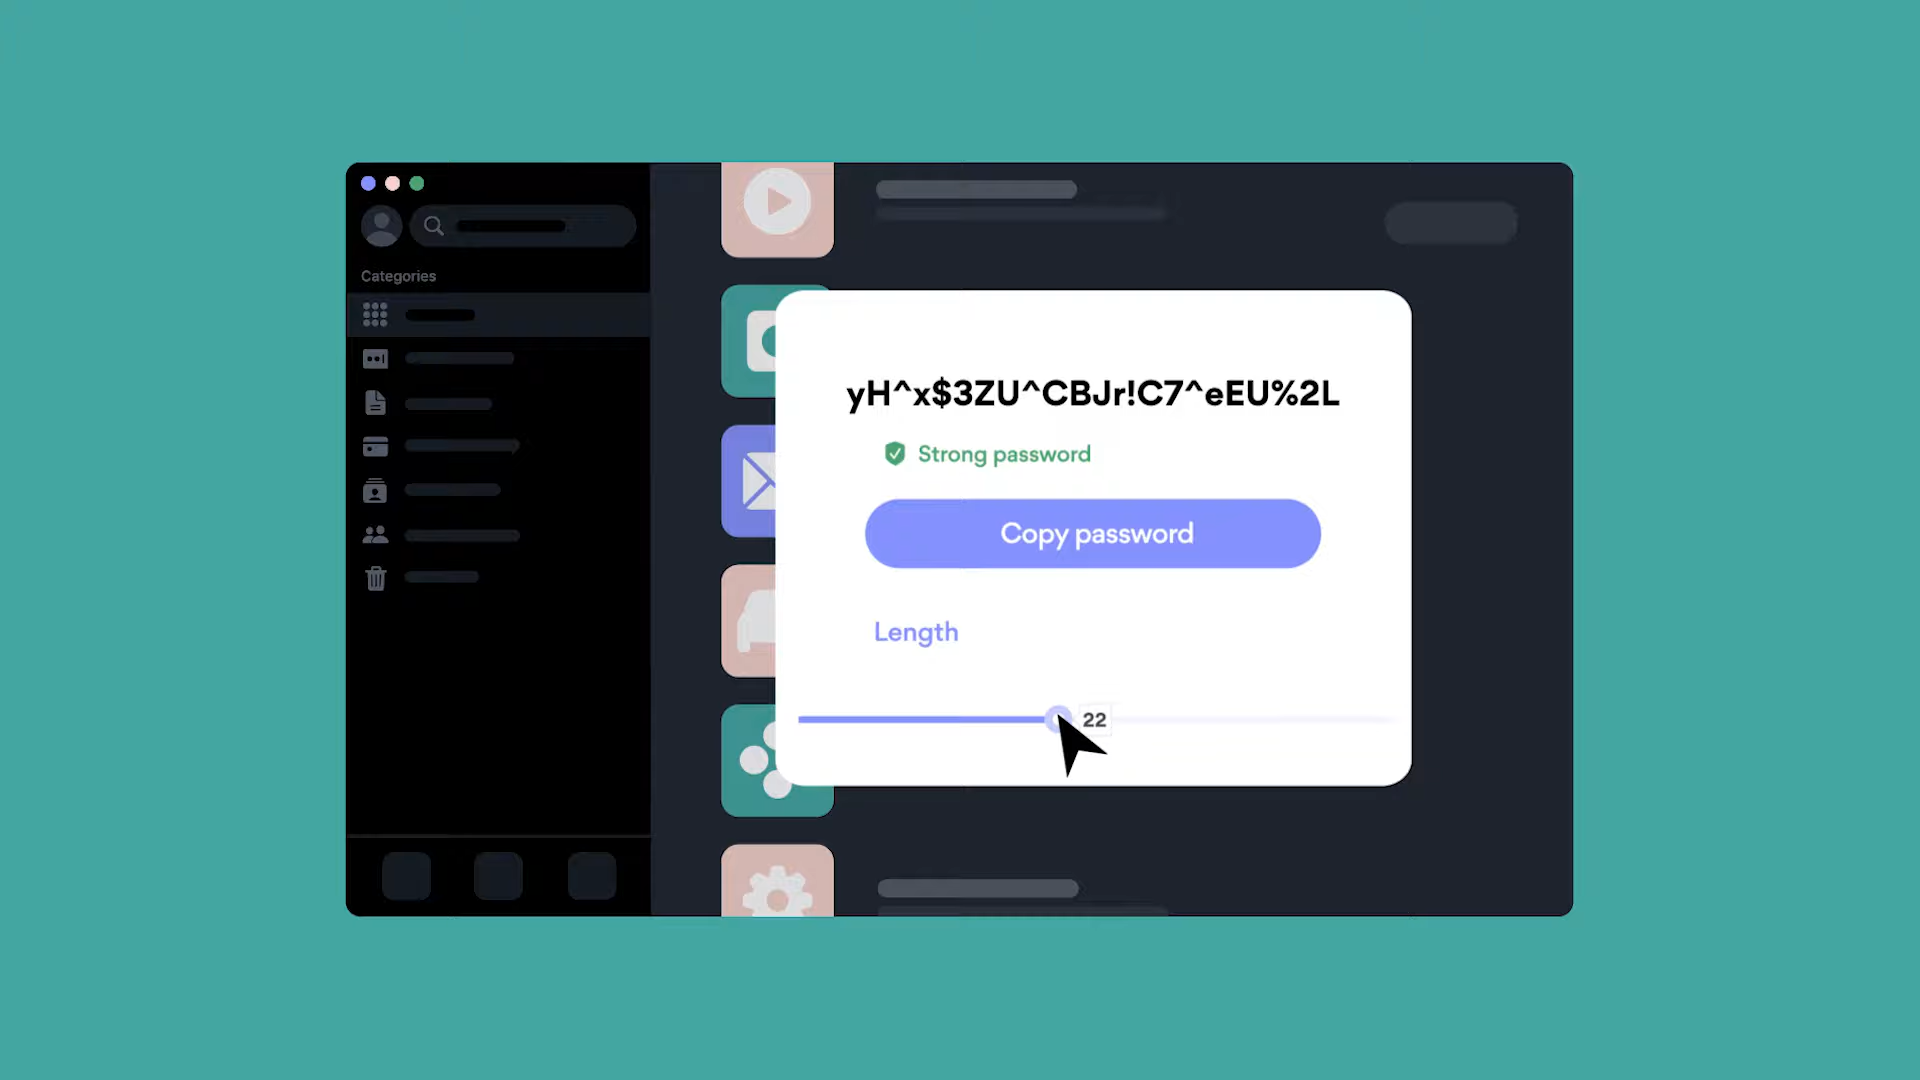 Categories
yH^x$3ZU^CBJr!C7^eEU%2L
Strong password
Copy password
Length
22